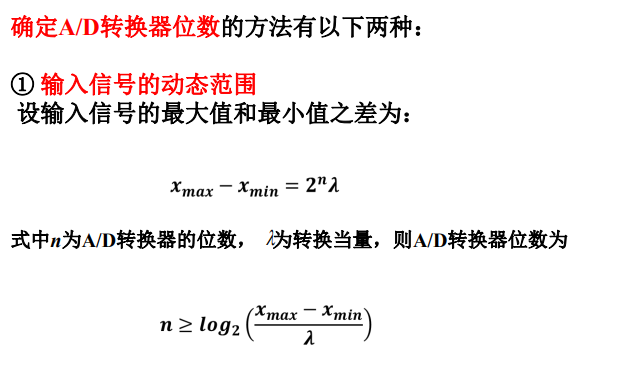 确定A/D转换器位数的方法有以下两种：
① 输入信号的动态范围
设输入信号的最大值和最小值之差为：
x_max − x_min = 2^n λ
式中n为A/D转换器的位数， λ为转换当量，则A/D转换器位数为
n ≥ log_2 ((x_max − x_min)/λ)